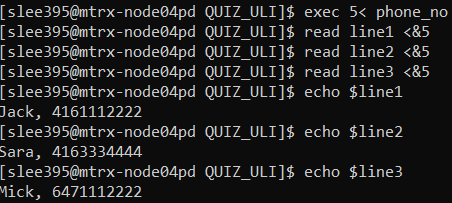 [slee395@mtrx-node04pd QUIZ_ULI]$ exec 5< phone_no
[slee395@mtrx-node04pd QUIZ_ULI]$ read line1 <&5
[slee395@mtrx-node04pd QUIZ_ULI]$ read line2 <&5
[slee395@mtrx-node04pd QUIZ_ULI]$ read line3 <&5
[slee395@mtrx-node04pd QUIZ_ULI]$ echo $line1
Jack, 4161112222
[slee395@mtrx-node04pd QUIZ_ULI]$ echo $line2
Sara, 4163334444
[slee395@mtrx-node04pd QUIZ_ULI]$ echo $line3
Mick, 6471112222